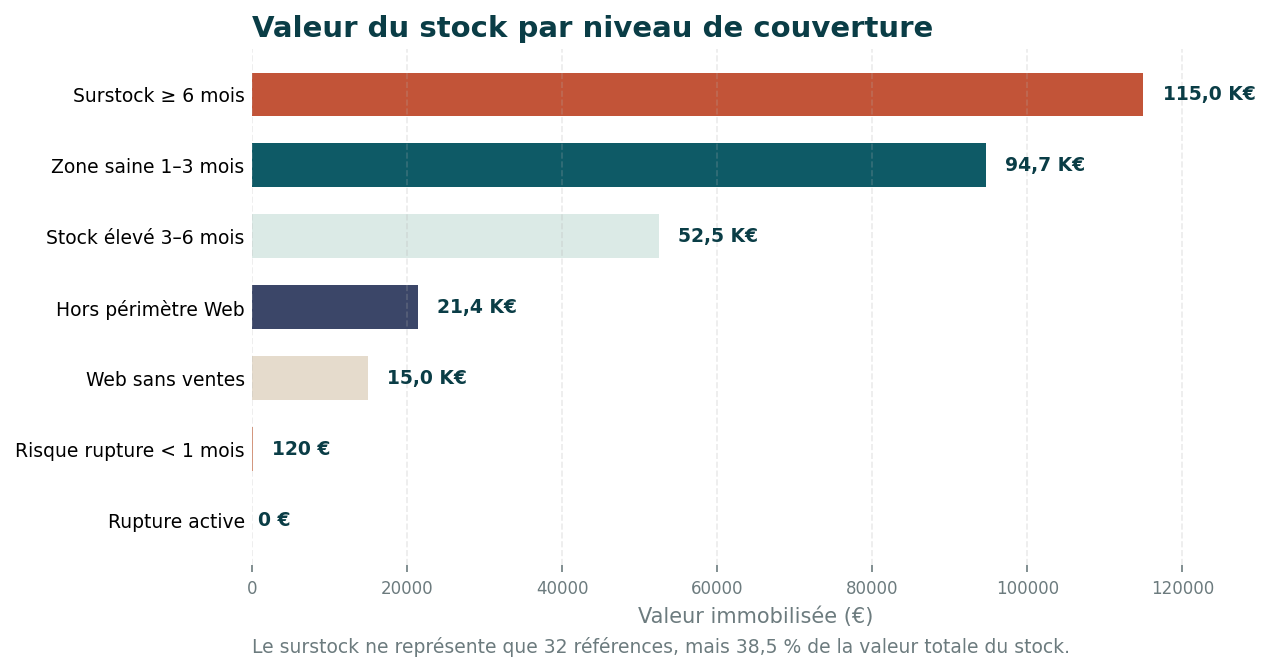 Valeur du stock par niveau de couverture
Surstock ≥ 6 mois 115,0 K€
Zone saine 1–3 mois 94,7 K€
Stock élevé 3–6 mois 52,5 K€
Hors périmètre Web 21,4 K€
Web sans ventes 15,0 K€
Risque rupture < 1 mois 120 €
Rupture active 0 €
0 20000 40000 60000 80000 100000 120000
Valeur immobilisée (€)
Le surstock ne représente que 32 références, mais 38,5 % de la valeur totale du stock.